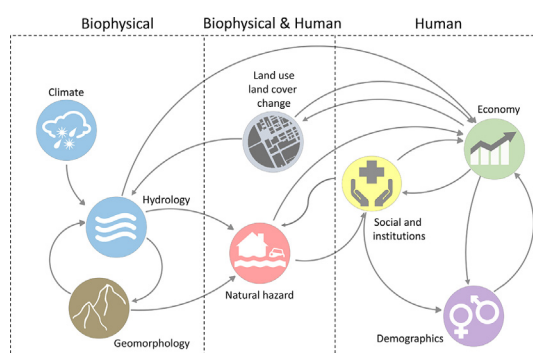 Biophysical
Biophysical & Human
Human
Climate
Land use
land cover
change
Economy
Hydrology
Social and
institutions
Natural hazard
Geomorphology
Demographics